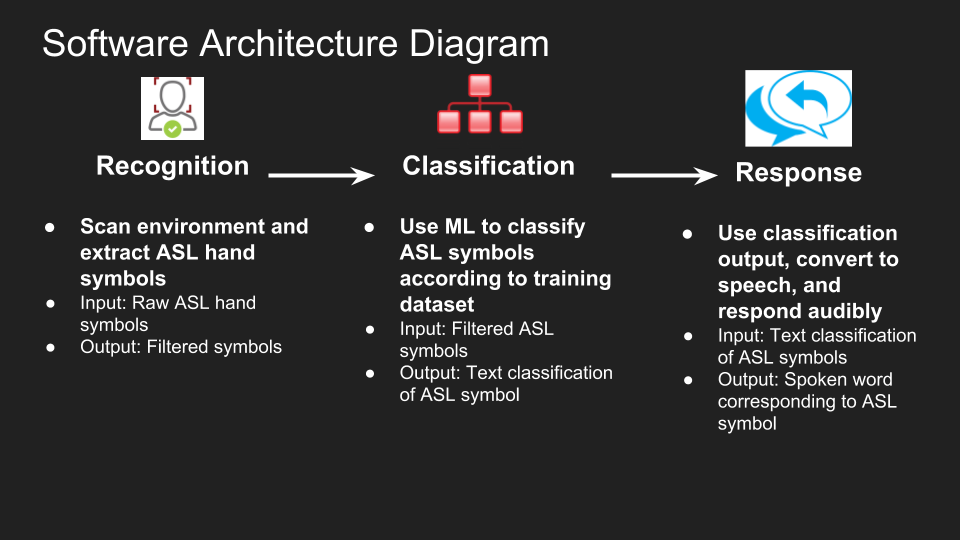 Software Architecture Diagram
Recognition
● Scan environment and
extract ASL hand
symbols
● Input: Raw ASL hand
symbols
● Output: Filtered symbols
Classification
● Use ML to classify
ASL symbols
according to training
dataset
● Input: Filtered ASL
symbols
● Output: Text classification
of ASL symbol
Response
● Use classification
output, convert to
speech, and
respond audibly
● Input: Text classification
of ASL symbols
● Output: Spoken word
corresponding to ASL
symbol